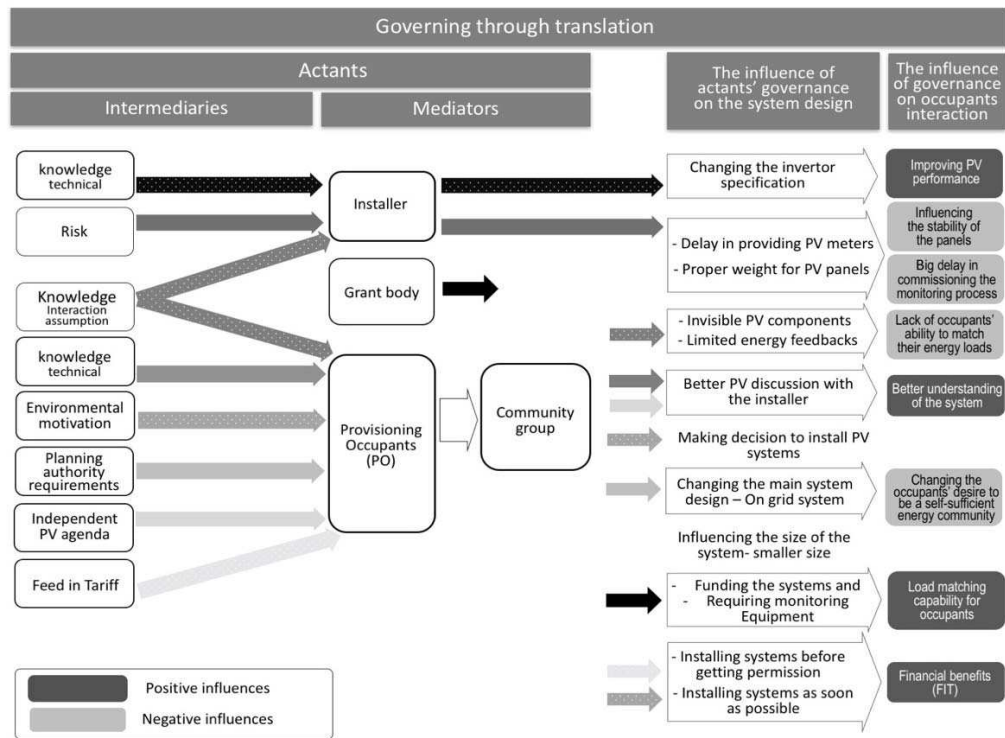 Governing through translation
Actants
Intermediaries
Mediators
The influence of
actants' governance
on the system design
The influence
of governance
on occupants
interaction
knowledge
technical
Risk
Knowledge
Interaction
assumption
knowledge
technical
Environmental
motivation
Planning
authority
requirements
Independent
PV agenda
Feed in Tariff
Installer
Grant body
Provisioning
Occupants
(PO)
Community
group
Changing the invertor
specification
- Delay in providing PV meters
- Proper weight for PV panels
- Invisible PV components
- Limited energy feedbacks
Better PV discussion with
the installer
Making decision to install PV
systems
Changing the main system
design – On grid system
Influencing the size of the
system- smaller size
- Funding the systems and
- Requiring monitoring
Equipment
- Installing systems before
getting permission
- Installing systems as soon
as possible
Improving PV
performance
Influencing
the stability of
the panels
Big delay in
commissioning the
monitoring process
Lack of occupants'
ability to match
their energy loads
Better understanding
of the system
Changing the
occupants' desire to
be a self-sufficient
energy community
Load matching
capability for
occupants
Financial benefits
(FIT)
Positive influences
Negative influences